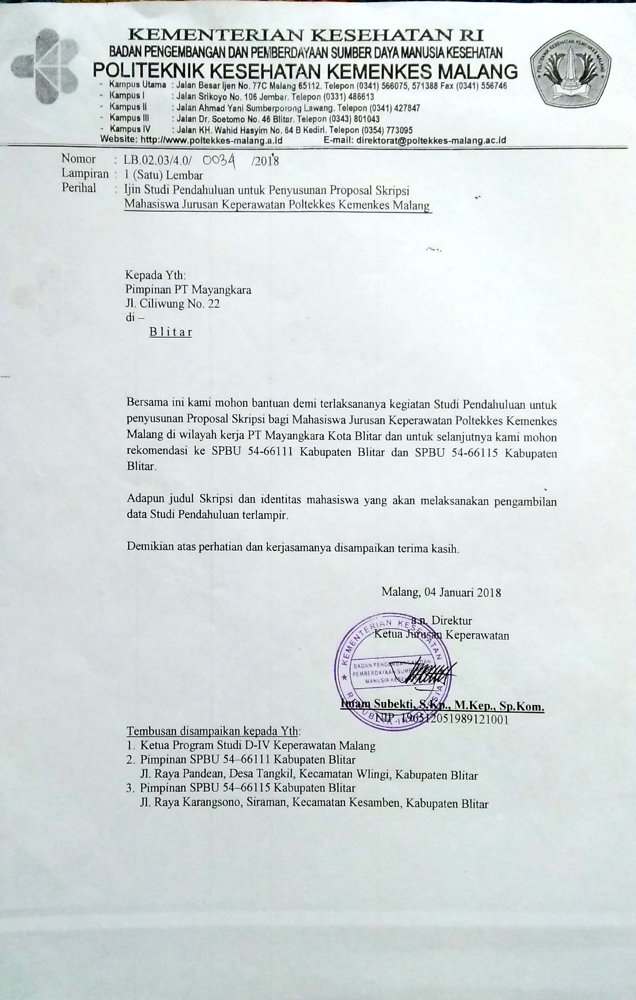 KEMENTERIAN KESEHATAN RI
BADAN PENGEMBANGAN DAN PEMBERDAYAAN SUMBER DAYA MANUSIA KESEHATAN
POLITEKNIK KESEHATAN KEMENKES MALANG
- Kampus Utama : Jalan Besar Ijen No. 77C Malang 65112. Telepon (0341) 566075, 571388 Fax (0341) 556746
- Kampus I : Jalan Srikoyo No. 106 Jember. Telepon (0331) 486613
- Kampus II : Jalan Ahmad Yani Sumberporong Lawang. Telepon (0341) 427847
- Kampus III : Jalan Dr. Soetomo No. 46 Blitar. Telepon (0343) 801043
- Kampus IV : Jalan KH. Wahid Hasyim No. 64 B Kediri. Telepon (0354) 773095
Website: http://www.poltekkes-malang.a.id E-mail: direktorat@poltekkes-malang.ac.id
★ POLITEKNIK KESEHATAN KEMENKES MALANG ★
Nomor : LB.02.03/4.0/ 0034 /2018
Lampiran : 1 (Satu) Lembar
Perihal : Ijin Studi Pendahuluan untuk Penyusunan Proposal Skripsi
Mahasiswa Jurusan Keperawatan Poltekkes Kemenkes Malang
Kepada Yth:
Pimpinan PT Mayangkara
Jl. Ciliwung No. 22
di –
B l i t a r
Bersama ini kami mohon bantuan demi terlaksananya kegiatan Studi Pendahuluan untuk
penyusunan Proposal Skripsi bagi Mahasiswa Jurusan Keperawatan Poltekkes Kemenkes
Malang di wilayah kerja PT Mayangkara Kota Blitar dan untuk selanjutnya kami mohon
rekomendasi ke SPBU 54-66111 Kabupaten Blitar dan SPBU 54-66115 Kabupaten
Blitar.
Adapun judul Skripsi dan identitas mahasiswa yang akan melaksanakan pengambilan
data Studi Pendahuluan terlampir.
Demikian atas perhatian dan kerjasamanya disampaikan terima kasih.
Malang, 04 Januari 2018
a.n. Direktur
Ketua Jurusan Keperawatan
KEMENTERIAN KESEHATAN
BADAN PENGEMBANGAN DAN
PEMBERDAYAAN SUMBER
MANUSIA KESEHATAN
★ REPUBLIK INDONESIA
Imam Subekti, S.Kp., M.Kep., Sp.Kom.
NIP. 196512051989121001
Tembusan disampaikan kepada Yth:
1. Ketua Program Studi D-IV Keperawatan Malang
2. Pimpinan SPBU 54–66111 Kabupaten Blitar
Jl. Raya Pandean, Desa Tangkil, Kecamatan Wlingi, Kabupaten Blitar
3. Pimpinan SPBU 54–66115 Kabupaten Blitar
Jl. Raya Karangsono, Siraman, Kecamatan Kesamben, Kabupaten Blitar